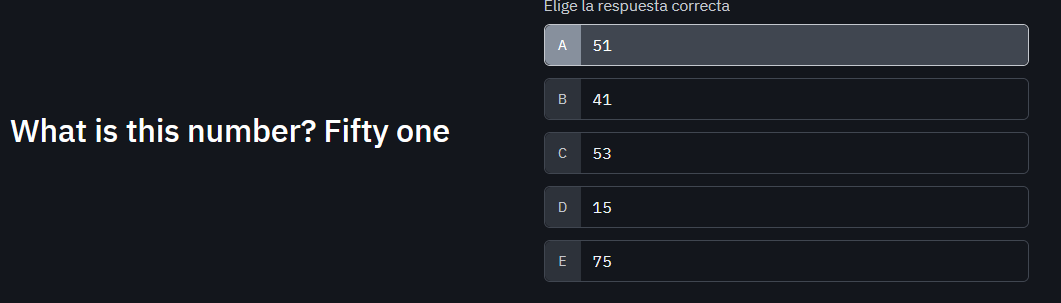 Elige la respuesta correcta
What is this number? Fifty one
A 51
B 41
C 53
D 15
E 75